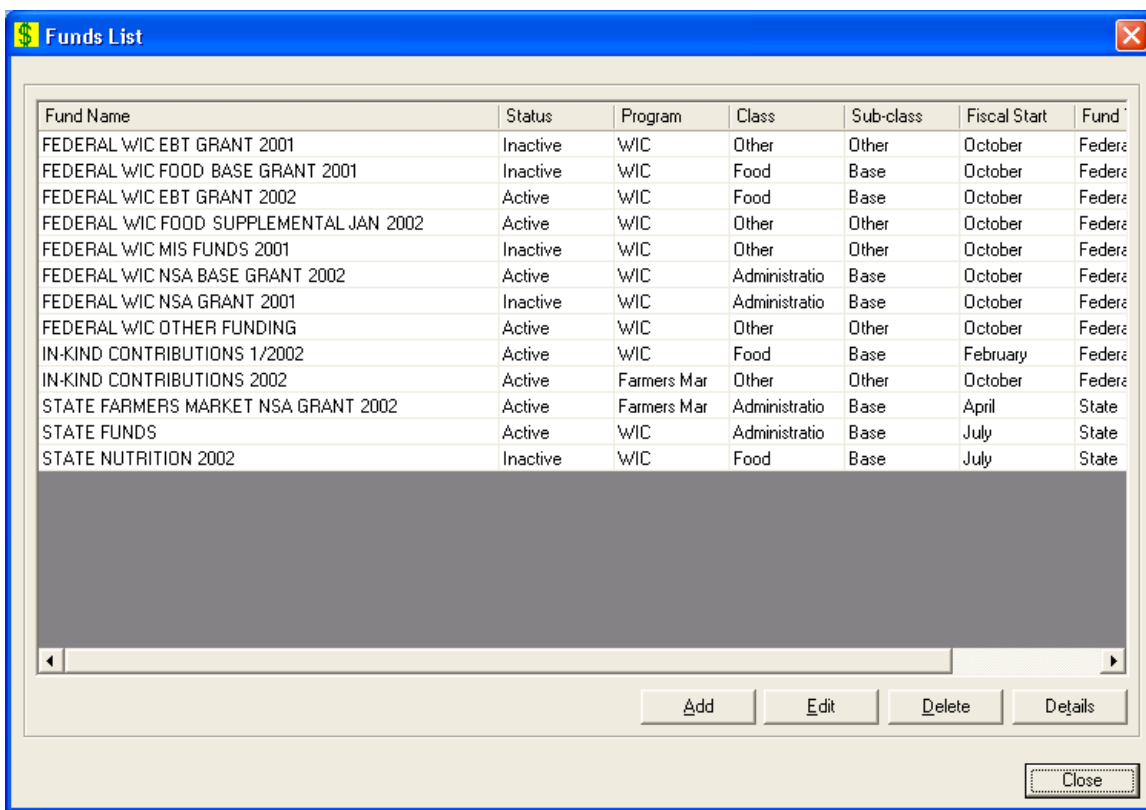 $ Funds List
Fund Name Status Program Class Sub-class Fiscal Start Fund
FEDERAL WIC EBT GRANT 2001 Inactive WIC Other Other October Federa
FEDERAL WIC FOOD BASE GRANT 2001 Inactive WIC Food Base October Federa
FEDERAL WIC EBT GRANT 2002 Active WIC Food Base October Federa
FEDERAL WIC FOOD SUPPLEMENTAL JAN 2002 Active WIC Other Other October Federa
FEDERAL WIC MIS FUNDS 2001 Inactive WIC Other Other October Federa
FEDERAL WIC NSA BASE GRANT 2002 Active WIC Administratio Base October Federa
FEDERAL WIC NSA GRANT 2001 Inactive WIC Administratio Base October Federa
FEDERAL WIC OTHER FUNDING Active WIC Other Other October Federa
IN-KIND CONTRIBUTIONS 1/2002 Active WIC Food Base February Federa
IN-KIND CONTRIBUTIONS 2002 Active Farmers Mar Other Other October Federa
STATE FARMERS MARKET NSA GRANT 2002 Active Farmers Mar Administratio Base April State
STATE FUNDS Active WIC Administratio Base July State
STATE NUTRITION 2002 Inactive WIC Food Base July State
Add Edit Delete Details
Close